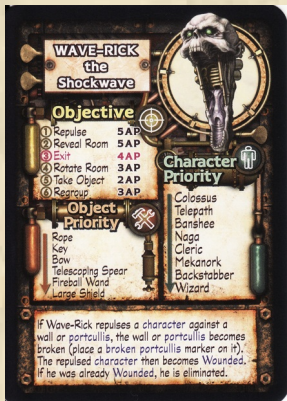 WAVE-RICK
the
Shockwave
Objective
1 Repulse 5AP
2 Reveal Room 5AP
3 Exit 4AP
4 Rotate Room 3AP
5 Take Object 2AP
6 Regroup 3AP
Object
Priority
Rope
Key
Bow
Telescoping Spear
Fireball Wand
Large Shield
Character
Priority
Colossus
Telepath
Banshee
Naga
Cleric
Mekanork
Backstabber
Wizard
If Wave-Rick repulses a character against a
wall or portcullis, the wall or portcullis becomes
broken (place a broken portcullis marker on it).
The repulsed character then becomes Wounded.
If he was already Wounded, he is eliminated.